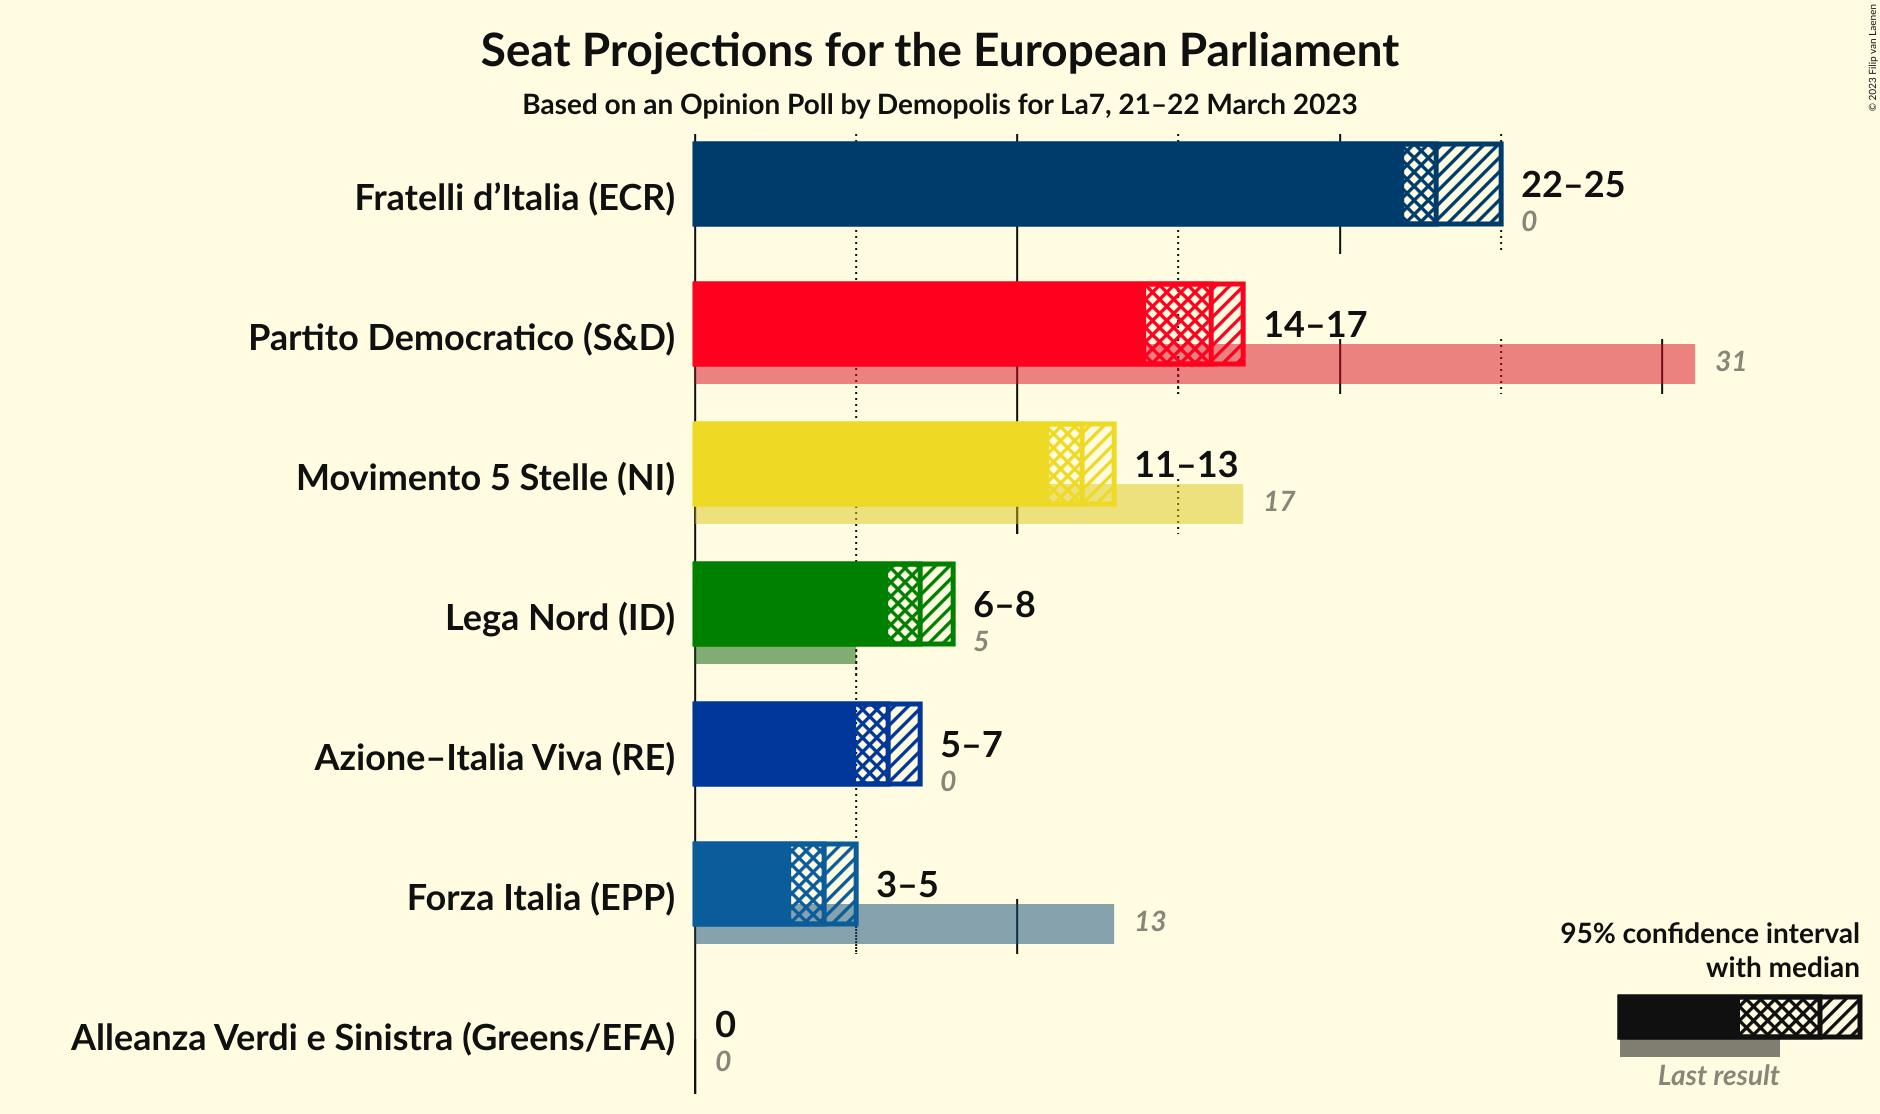 Seat Projections for the European Parliament
Based on an Opinion Poll by Demopolis for La7, 21–22 March 2023
© 2023 Filip van Laenen
Fratelli d’Italia (ECR)
22–25
0
Partito Democratico (S&D)
14–17
31
Movimento 5 Stelle (NI)
11–13
17
Lega Nord (ID)
6–8
5
Azione–Italia Viva (RE)
5–7
0
Forza Italia (EPP)
3–5
13
Alleanza Verdi e Sinistra (Greens/EFA)
0
0
95% confidence interval
with median
Last result